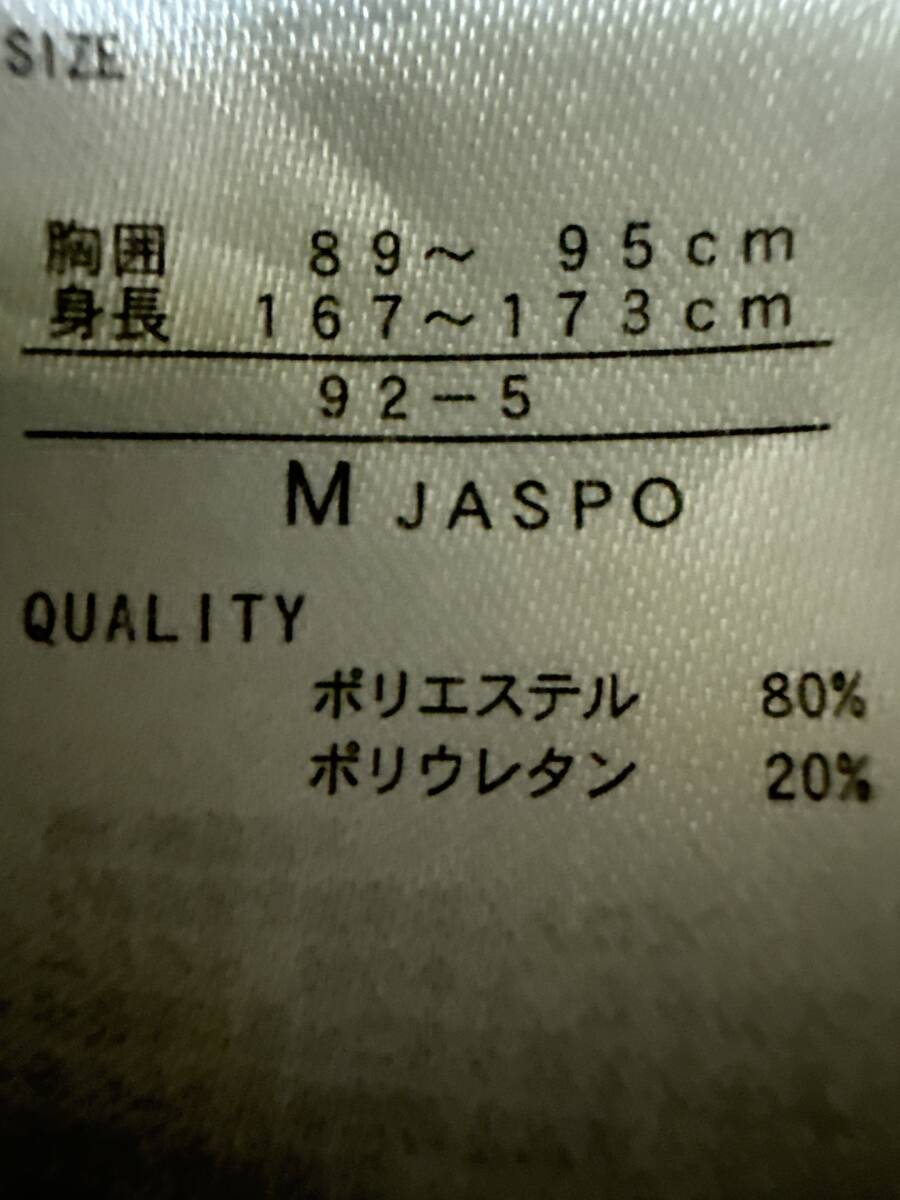 SIZE
胸囲 89～ 95cm
身長 167～173cm
92-5
M JASPO
QUALITY
ポリエステル 80%
ポリウレタン 20%